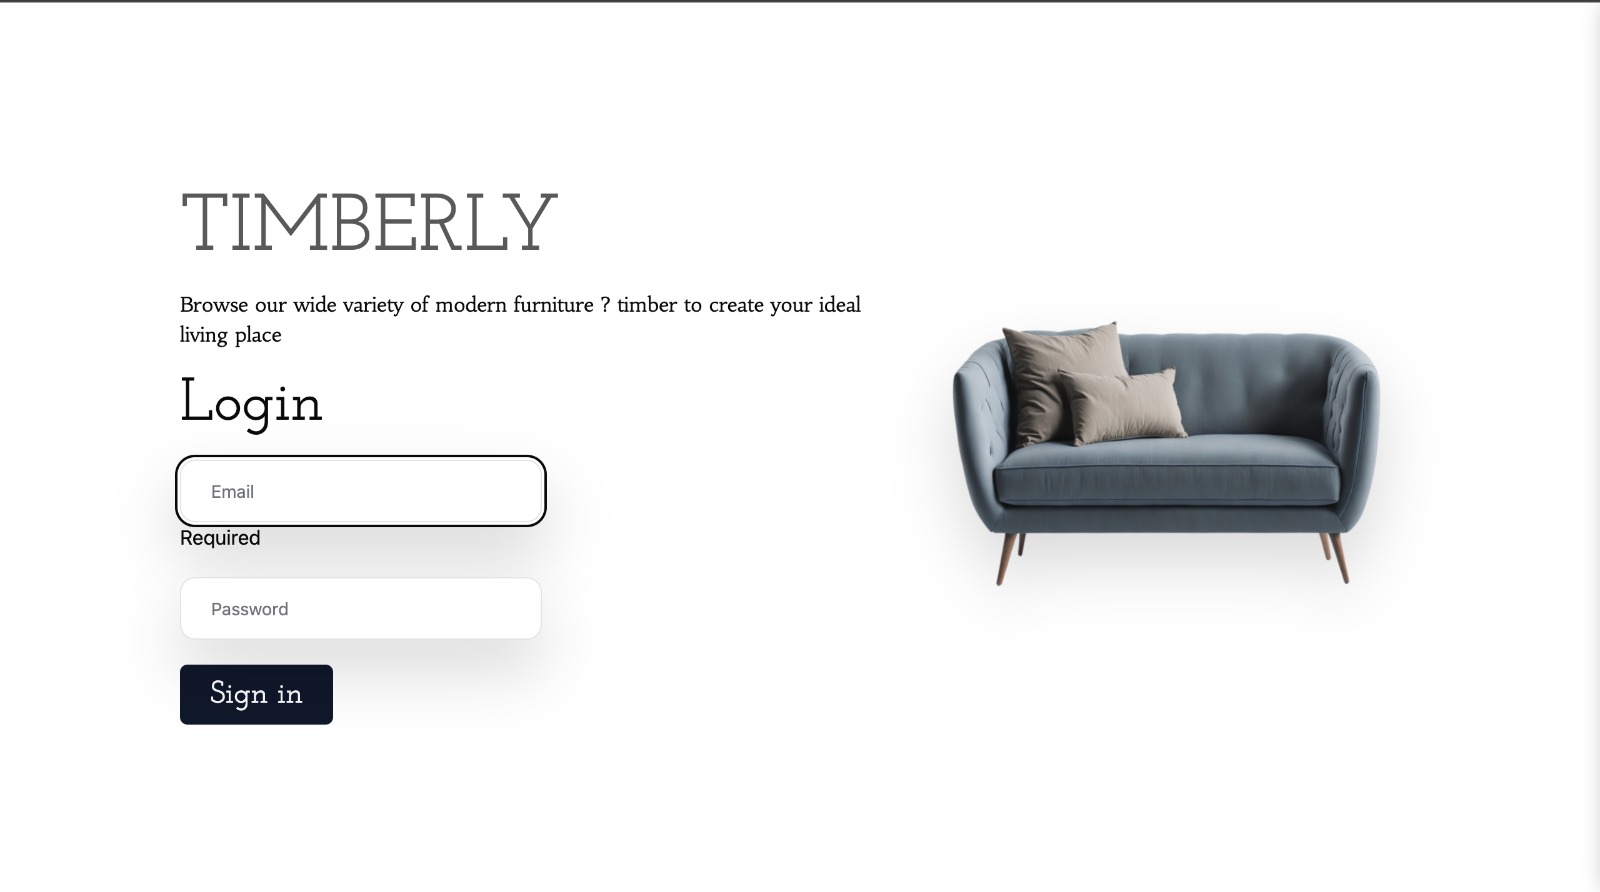 TIMBERLY
Browse our wide variety of modern furniture ? timber to create your ideal
living place
Login
Email
Required
Password
Sign in